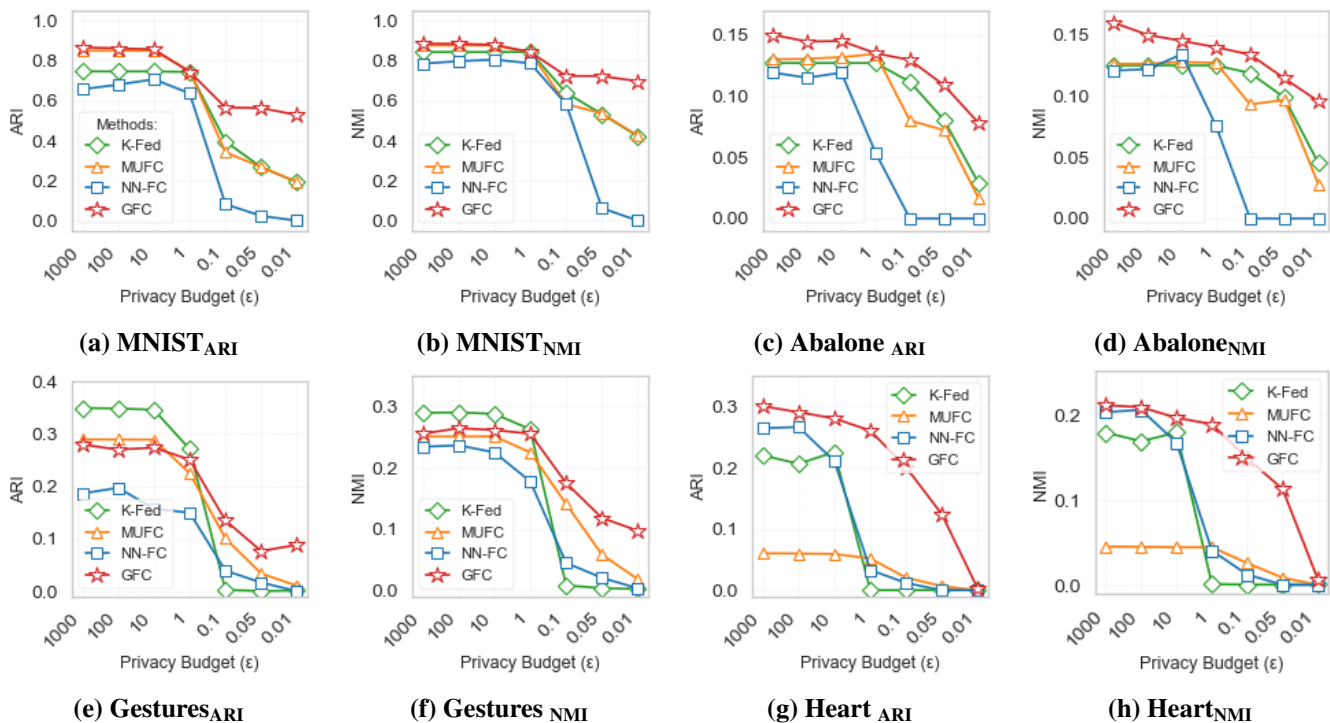 1.0
0.8
0.6
0.4
0.2
0.0
ARI
Methods:
K-Fed
MUFC
NN-FC
GFC
1000
100
10
1
0.1
0.05
0.01
Privacy Budget (ε)
(a) MNIST_ARI
1.0
0.8
0.6
0.4
0.2
0.0
NMI
K-Fed
MUFC
NN-FC
GFC
1000
100
10
1
0.1
0.05
0.01
Privacy Budget (ε)
(b) MNIST_NMI
0.15
0.10
0.05
0.00
ARI
K-Fed
MUFC
NN-FC
GFC
1000
100
10
1
0.1
0.05
0.01
Privacy Budget (ε)
(c) Abalone _ARI
0.15
0.10
0.05
0.00
NMI
K-Fed
MUFC
NN-FC
GFC
1000
100
10
1
0.1
0.05
0.01
Privacy Budget (ε)
(d) Abalone_NMI
0.4
0.3
0.2
0.1
0.0
ARI
K-Fed
MUFC
NN-FC
GFC
1000
100
10
1
0.1
0.05
0.01
Privacy Budget (ε)
(e) Gestures_ARI
0.3
0.2
0.1
0.0
NMI
K-Fed
MUFC
NN-FC
GFC
1000
100
10
1
0.1
0.05
0.01
Privacy Budget (ε)
(f) Gestures _NMI
0.4
0.3
0.2
0.1
0.0
ARI
K-Fed
MUFC
NN-FC
GFC
1000
100
10
1
0.1
0.05
0.01
Privacy Budget (ε)
(g) Heart _ARI
0.2
0.1
0.0
NMI
K-Fed
MUFC
NN-FC
GFC
1000
100
10
1
0.1
0.05
0.01
Privacy Budget (ε)
(h) Heart_NMI